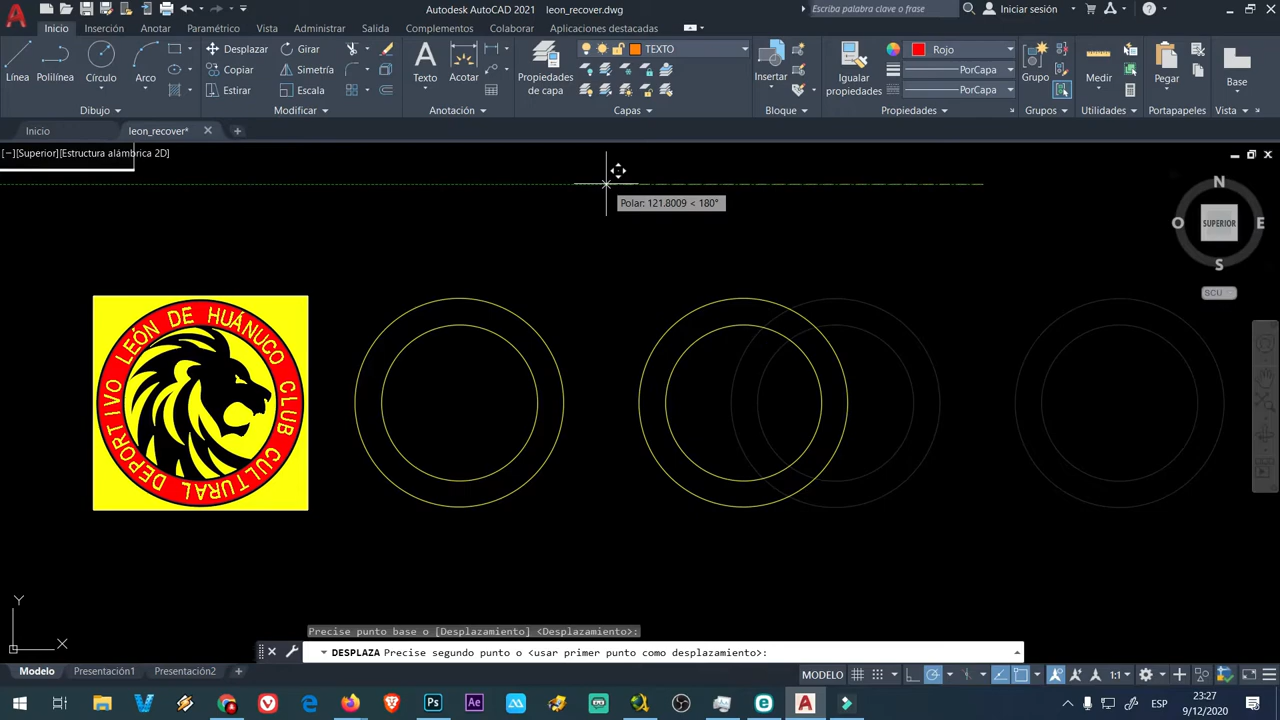 Autodesk AutoCAD 2021 leon_recover.dwg
Escriba palabra clave o frase
Iniciar sesión
Inicio Inserción Anotar Paramétrico Vista Administrar Salida Complementos Colaborar Aplicaciones destacadas
Línea Polilínea Círculo Arco
Desplazar Girar
Copiar Simetría
Estirar Escala
Texto Acotar
Propiedades de capa
TEXTO
Insertar
Igualar propiedades
Rojo
PorCapa
PorCapa
Grupo Medir Pegar Base
Dibujo Modificar Anotación Capas Bloque Propiedades Grupos Utilidades Portapapeles Vista
Inicio leon_recover*
[−][Superior][Estructura alámbrica 2D]
Polar: 121.8009 < 180°
N
O SUPERIOR E
S
SCU
LEÓN DE HUÁNUCO CLUB CULTURAL DEPORTIVO
Y
X
Precise punto base o [Desplazamiento] <Desplazamiento>:
DESPLAZA Precise segundo punto o <usar primer punto como desplazamiento>:
Modelo Presentación1 Presentación2
MODELO 1:1
Ps Ae
ESP
23:27
9/12/2020